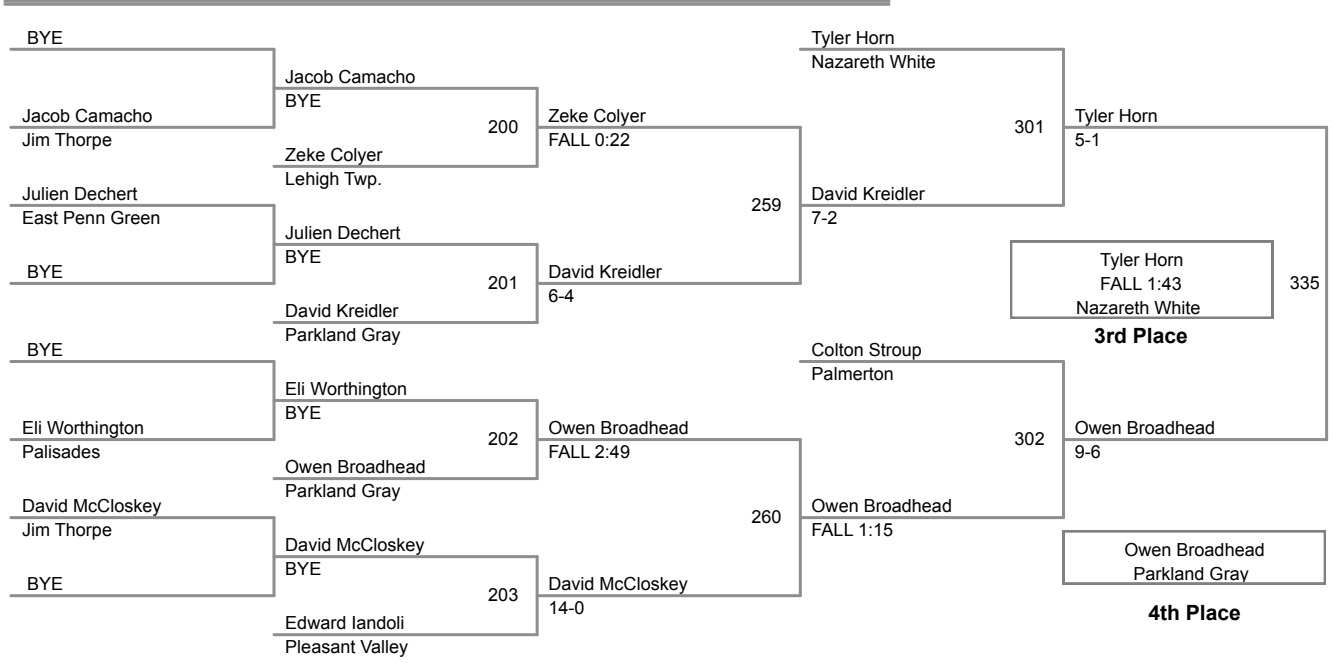 BYE
Jacob Camacho
Jim Thorpe
Julien Dechert
East Penn Green
BYE
BYE
Eli Worthington
Palisades
David McCloskey
Jim Thorpe
BYE
Jacob Camacho
BYE
200
Zeke Colyer
Lehigh Twp.
Julien Dechert
BYE
201
David Kreidler
Parkland Gray
Eli Worthington
BYE
202
Owen Broadhead
Parkland Gray
David McCloskey
BYE
203
Edward Iandoli
Pleasant Valley
Zeke Colyer
FALL 0:22
259
David Kreidler
6-4
Owen Broadhead
FALL 2:49
260
David McCloskey
14-0
Tyler Horn
Nazareth White
301
David Kreidler
7-2
Colton Stroup
Palmerton
302
Owen Broadhead
FALL 1:15
Tyler Horn
5-1
Tyler Horn
FALL 1:43
Nazareth White
335
3rd Place
Owen Broadhead
9-6
Owen Broadhead
Parkland Gray
4th Place